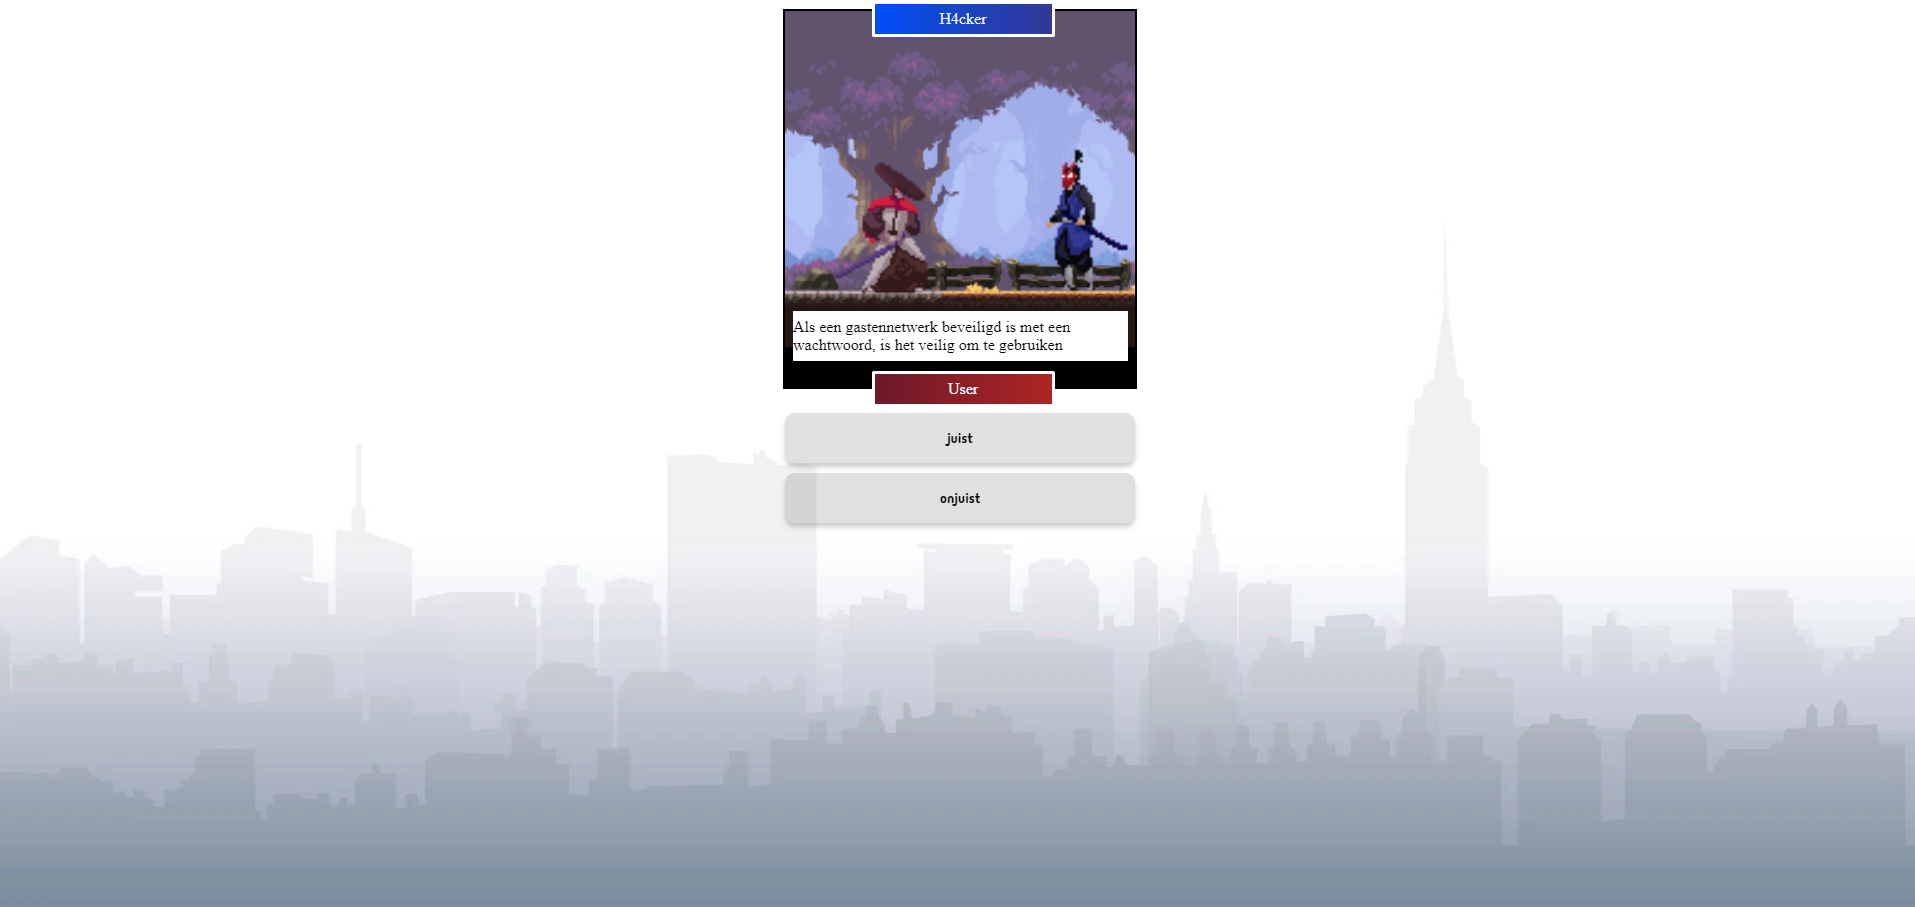 H4cker
Als een gastennetwerk beveiligd is met een
wachtwoord, is het veilig om te gebruiken
User
juist
onjuist